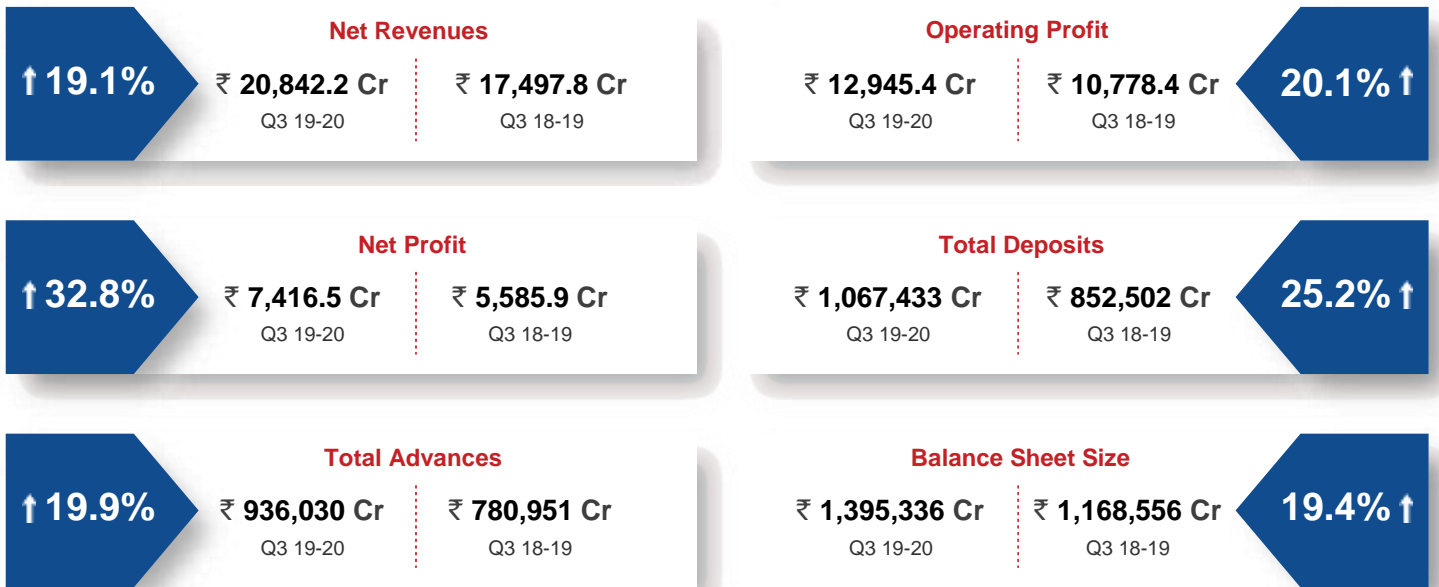 Net Revenues
↑ 19.1%
₹ 20,842.2 Cr
₹ 17,497.8 Cr
Q3 19-20
Q3 18-19
Operating Profit
₹ 12,945.4 Cr
₹ 10,778.4 Cr
20.1% ↑
Q3 19-20
Q3 18-19
Net Profit
↑ 32.8%
₹ 7,416.5 Cr
₹ 5,585.9 Cr
Q3 19-20
Q3 18-19
Total Deposits
₹ 1,067,433 Cr
₹ 852,502 Cr
25.2% ↑
Q3 19-20
Q3 18-19
Total Advances
↑ 19.9%
₹ 936,030 Cr
₹ 780,951 Cr
Q3 19-20
Q3 18-19
Balance Sheet Size
₹ 1,395,336 Cr
₹ 1,168,556 Cr
19.4% ↑
Q3 19-20
Q3 18-19